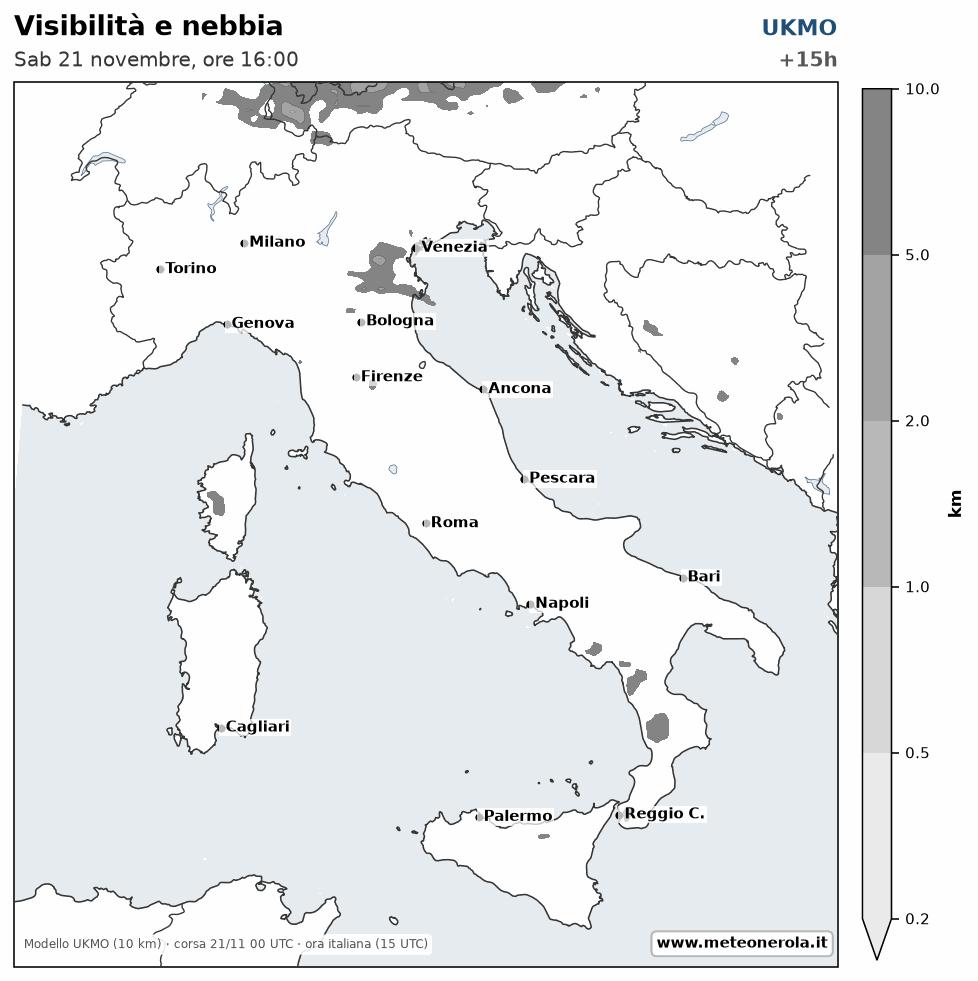 Visibilità e nebbia
UKMO
Sab 21 novembre, ore 16:00
+15h
10.0
5.0
2.0
1.0
0.5
0.2
km
Milano
Venezia
Torino
Genova
Bologna
Firenze
Ancona
Pescara
Roma
Bari
Napoli
Cagliari
Palermo
Reggio C.
Modello UKMO (10 km) · corsa 21/11 00 UTC · ora italiana (15 UTC)
www.meteonerola.it